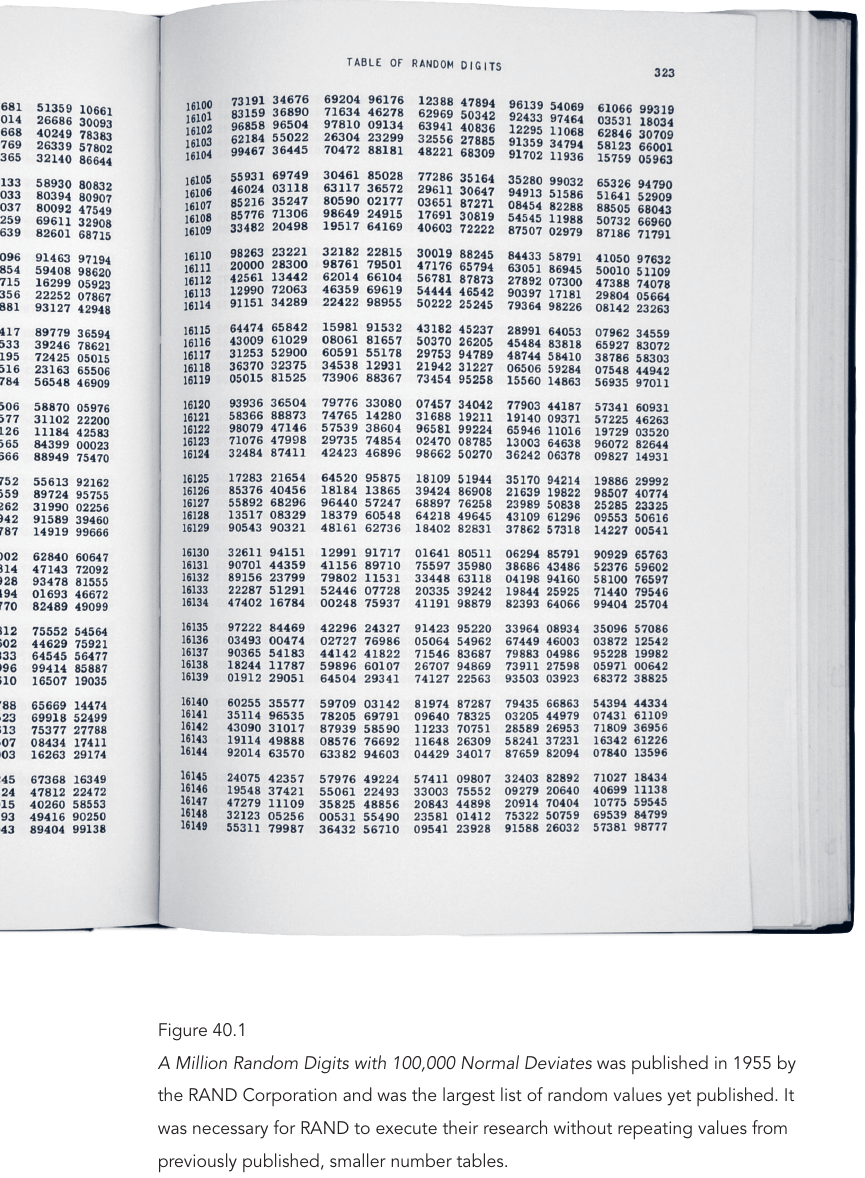 681 51359 10661
014 26686 30093
668 40249 78383
769 26339 57802
365 32140 86644
133 58930 80832
033 80394 80907
037 80092 47549
259 69611 32908
639 82601 68715
096 91463 97194
854 59408 98620
715 16299 05923
356 22252 07867
881 93127 42948
417 89779 36594
533 39246 78621
195 72425 05015
516 23163 65506
784 56548 46909
506 58870 05976
577 31102 22200
126 11184 42583
565 84399 00023
666 88949 75470
752 55613 92162
559 89724 95755
262 31990 02256
942 91589 39460
787 14919 99666
002 62840 60647
314 47143 72092
928 93478 81555
494 01693 46672
770 82489 49099
312 75552 54564
602 44629 75921
333 64545 56477
996 99414 85887
510 16507 19035
788 65669 14474
523 69918 52499
513 75377 27788
507 08434 17411
003 16263 29174
45 67368 16349
24 47812 22472
15 40260 58553
93 49416 90250
43 89404 99138
TABLE OF RANDOM DIGITS 323
16100 73191 34676 69204 96176 12388 47894 96139 54069 61066 99319
16101 83159 36890 71634 46278 62969 50342 92433 97464 03531 18034
16102 96858 96504 97810 09134 63941 40836 12295 11068 62846 30709
16103 62184 55022 26304 23299 32556 27885 91359 34794 58123 66001
16104 99467 36445 70472 88181 48221 68309 91702 11936 15759 05963
16105 55931 69749 30461 85028 77286 35164 35280 99032 65326 94790
16106 46024 03118 63117 36572 29611 30647 94913 51586 51641 52909
16107 85216 35247 80590 02177 03651 87271 08454 82288 88505 68043
16108 85776 71306 98649 24915 17691 30819 54545 11988 50732 66960
16109 33482 20498 19517 64169 40603 72222 87507 02979 87186 71791
16110 98263 23221 32182 22815 30019 88245 84433 58791 41050 97632
16111 20000 28300 98761 79501 47176 65794 63051 86945 50010 51109
16112 42561 13442 62014 66104 56781 87873 27892 07300 47388 74078
16113 12990 72063 46359 69619 54444 46542 90397 17181 29804 05664
16114 91151 34289 22422 98955 50222 25245 79364 98226 08142 23263
16115 64474 65842 15981 91532 43182 45237 28991 64053 07962 34559
16116 43009 61029 08061 81657 50370 26205 45484 83818 65927 83072
16117 31253 52900 60591 55178 29753 94789 48744 58410 38786 58303
16118 36370 32375 34538 12931 21942 31227 06506 59284 07548 44942
16119 05015 81525 73906 88367 73454 95258 15560 14863 56935 97011
16120 93936 36504 79776 33080 07457 34042 77903 44187 57341 60931
16121 58366 88873 74765 14280 31688 19211 19140 09371 57225 46263
16122 98079 47146 57539 38604 96581 99224 65946 11016 19729 03520
16123 71076 47998 29735 74854 02470 08785 13003 64638 96072 82644
16124 32484 87411 42423 46896 98662 50270 36242 06378 09827 14931
16125 17283 21654 64520 95875 18109 51944 35170 94214 19886 29992
16126 85376 40456 18184 13865 39424 86908 21639 19822 98507 40774
16127 55892 68296 96440 57247 68897 76258 23989 50838 25285 23325
16128 13517 08329 18379 60548 64218 49645 43109 61296 09553 50616
16129 90543 90321 48161 62736 18402 82831 37862 57318 14227 00541
16130 32611 94151 12991 91717 01641 80511 06294 85791 90929 65763
16131 90701 44359 41156 89710 75597 35980 38686 43486 52376 59602
16132 89156 23799 79802 11531 33448 63118 04198 94160 58100 76597
16133 22287 51291 52446 07728 20335 39242 19844 25925 71440 79546
16134 47402 16784 00248 75937 41191 98879 82393 64066 99404 25704
16135 97222 84469 42296 24327 91423 95220 33964 08934 35096 57086
16136 03493 00474 02727 76986 05064 54962 67449 46003 03872 12542
16137 90365 54183 44142 41822 71546 83687 79883 04986 95228 19982
16138 18244 11787 59896 60107 26707 94869 73911 27598 05971 00642
16139 01912 29051 64504 29341 74127 22563 93503 03923 68372 38825
16140 60255 35577 59709 03142 81974 87287 79435 66863 54394 44334
16141 35114 96535 78205 69791 09640 78325 03205 44979 07431 61109
16142 43090 31017 87939 58590 11233 70751 28589 26953 71809 36956
16143 19114 49888 08576 76692 11648 26309 58241 37231 16342 61226
16144 92014 63570 63382 94603 04429 34017 87659 82094 07840 13596
16145 24075 42357 57976 49224 57411 09807 32403 82892 71027 18434
16146 19548 37421 55061 22493 33003 75552 09279 20640 40699 11138
16147 47279 11109 35825 48856 20843 44898 20914 70404 10775 59545
16148 32123 05256 00531 55490 23581 01412 75322 50759 69539 84799
16149 55311 79987 36432 56710 09541 23928 91588 26032 57381 98777
Figure 40.1
A Million Random Digits with 100,000 Normal Deviates was published in 1955 by
the RAND Corporation and was the largest list of random values yet published. It
was necessary for RAND to execute their research without repeating values from
previously published, smaller number tables.